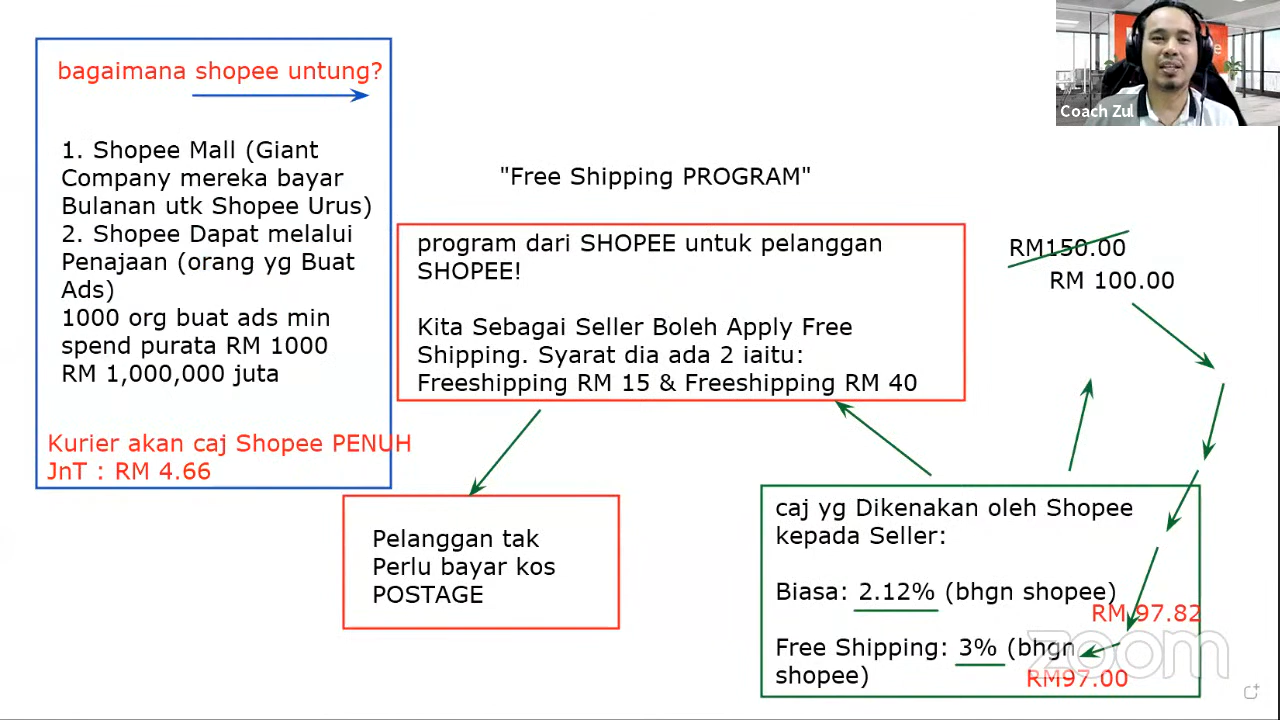 bagaimana shopee untung?
1. Shopee Mall (Giant
Company mereka bayar
Bulanan utk Shopee Urus)
2. Shopee Dapat melalui
Penajaan (orang yg Buat
Ads)
1000 org buat ads min
spend purata RM 1000
RM 1,000,000 juta
Kurier akan caj Shopee PENUH
JnT : RM 4.66
"Free Shipping PROGRAM"
program dari SHOPEE untuk pelanggan
SHOPEE!
Kita Sebagai Seller Boleh Apply Free
Shipping. Syarat dia ada 2 iaitu:
Freeshipping RM 15 & Freeshipping RM 40
Pelanggan tak
Perlu bayar kos
POSTAGE
Coach Zul
RM150.00
RM 100.00
caj yg Dikenakan oleh Shopee
kepada Seller:
Biasa: 2.12% (bhgn shopee)
RM 97.82
Free Shipping: 3% (bhgn
shopee)
RM97.00
zoom